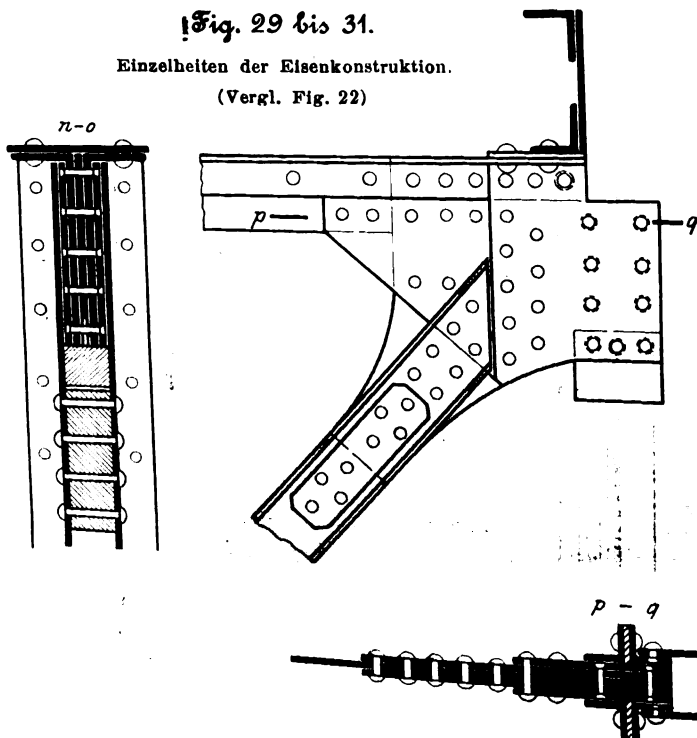 Fig. 29 bis 31.
Einzelheiten der Eisenkonstruktion.
(Vergl. Fig. 22)
n-o
p
q
p - q